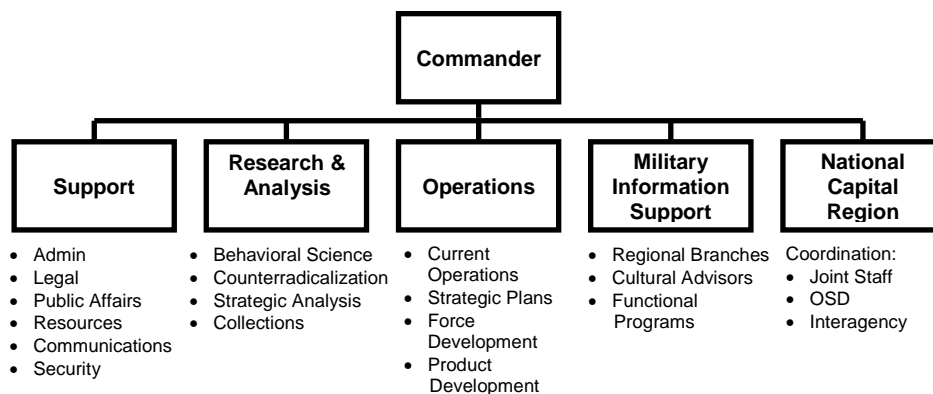 Commander
Support
Research &
Analysis
Operations
Military
Information
Support
National
Capital
Region
• Admin
• Legal
• Public Affairs
• Resources
• Communications
• Security
• Behavioral Science
• Counterradicalization
• Strategic Analysis
• Collections
• Current
Operations
• Strategic Plans
• Force
Development
• Product
Development
• Regional Branches
• Cultural Advisors
• Functional
Programs
Coordination:
• Joint Staff
• OSD
• Interagency